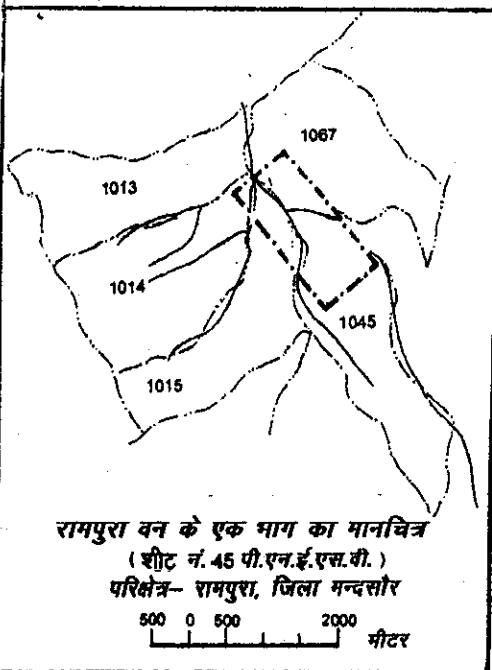 1067
1013
1014
1045
1015
रामपुरा वन के एक भाग का मानचित्र
(शीट नं. 45 पी.एन.ई.एस.वी.)
परिक्षेत्र– रामपुरा, जिला मन्दसौर
500 0 500 2000
मीटर